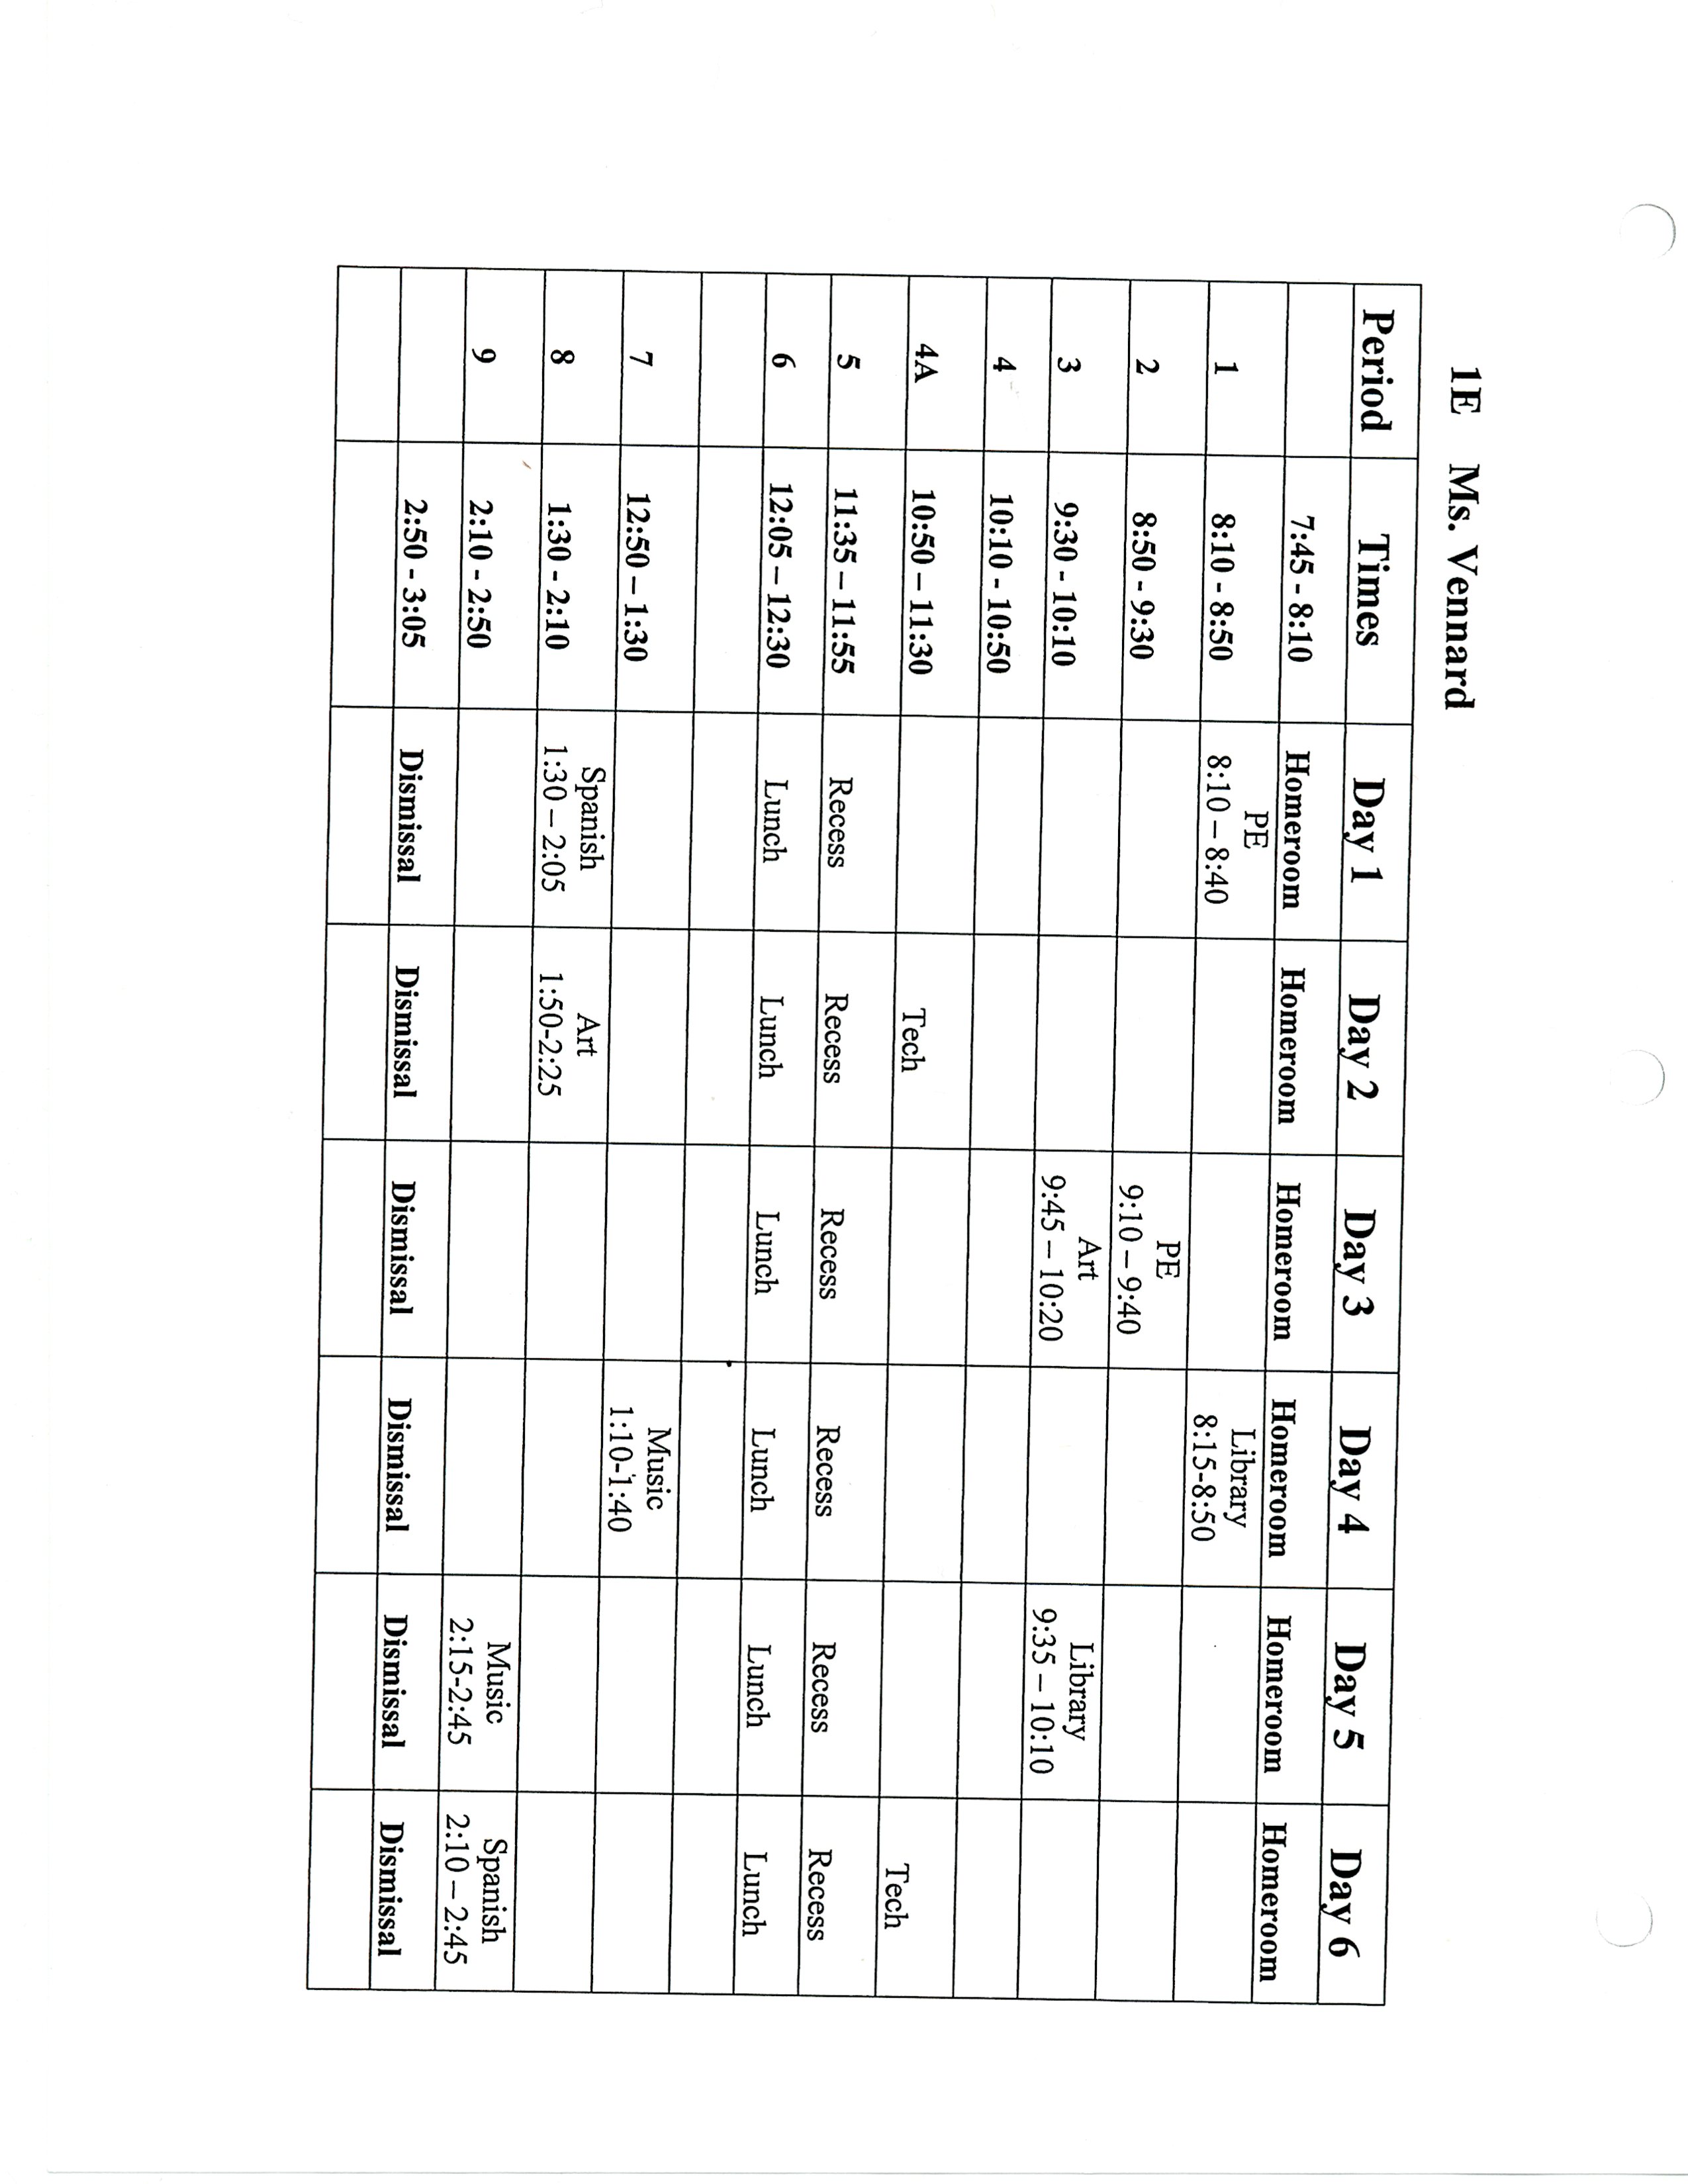 1E Ms. Vennard
Period Times Day 1 Day 2 Day 3 Day 4 Day 5 Day 6
7:45 - 8:10 Homeroom Homeroom Homeroom Homeroom Homeroom Homeroom
1 8:10 - 8:50 PE Library
8:10 – 8:40 8:15-8:50
2 8:50 - 9:30 PE
9:10 – 9:40
3 9:30 - 10:10 Art Library
9:45 – 10:20 9:35 – 10:10
4 10:10 - 10:50
4A 10:50 – 11:30 Tech Tech
5 11:35 – 11:55 Recess Recess Recess Recess Recess Recess
6 12:05 – 12:30 Lunch Lunch Lunch Lunch Lunch Lunch
7 12:50 – 1:30 Music
1:10-1:40
8 1:30 - 2:10 Spanish Art
1:30 – 2:05 1:50-2:25
9 2:10 - 2:50 Music Spanish
2:15-2:45 2:10 – 2:45
2:50 - 3:05 Dismissal Dismissal Dismissal Dismissal Dismissal Dismissal